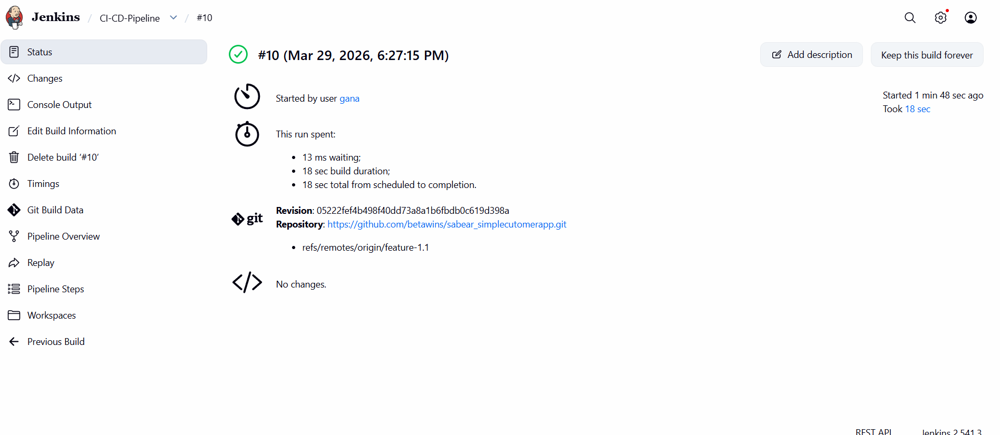 Jenkins / CI-CD-Pipeline / #10
Status
Changes
Console Output
Edit Build Information
Delete build ‘#10’
Timings
Git Build Data
Pipeline Overview
Replay
Pipeline Steps
Workspaces
Previous Build
#10 (Mar 29, 2026, 6:27:15 PM)
Add description
Keep this build forever
Started by user gana
Started 1 min 48 sec ago
Took 18 sec
This run spent:
13 ms waiting;
18 sec build duration;
18 sec total from scheduled to completion.
git
Revision: 05222fef4b498f40dd73a8a1b6fbdb0c619d398a
Repository: https://github.com/betawins/sabear_simplecutomerapp.git
refs/remotes/origin/feature-1.1
No changes.
REST API
Jenkins 2.541.3